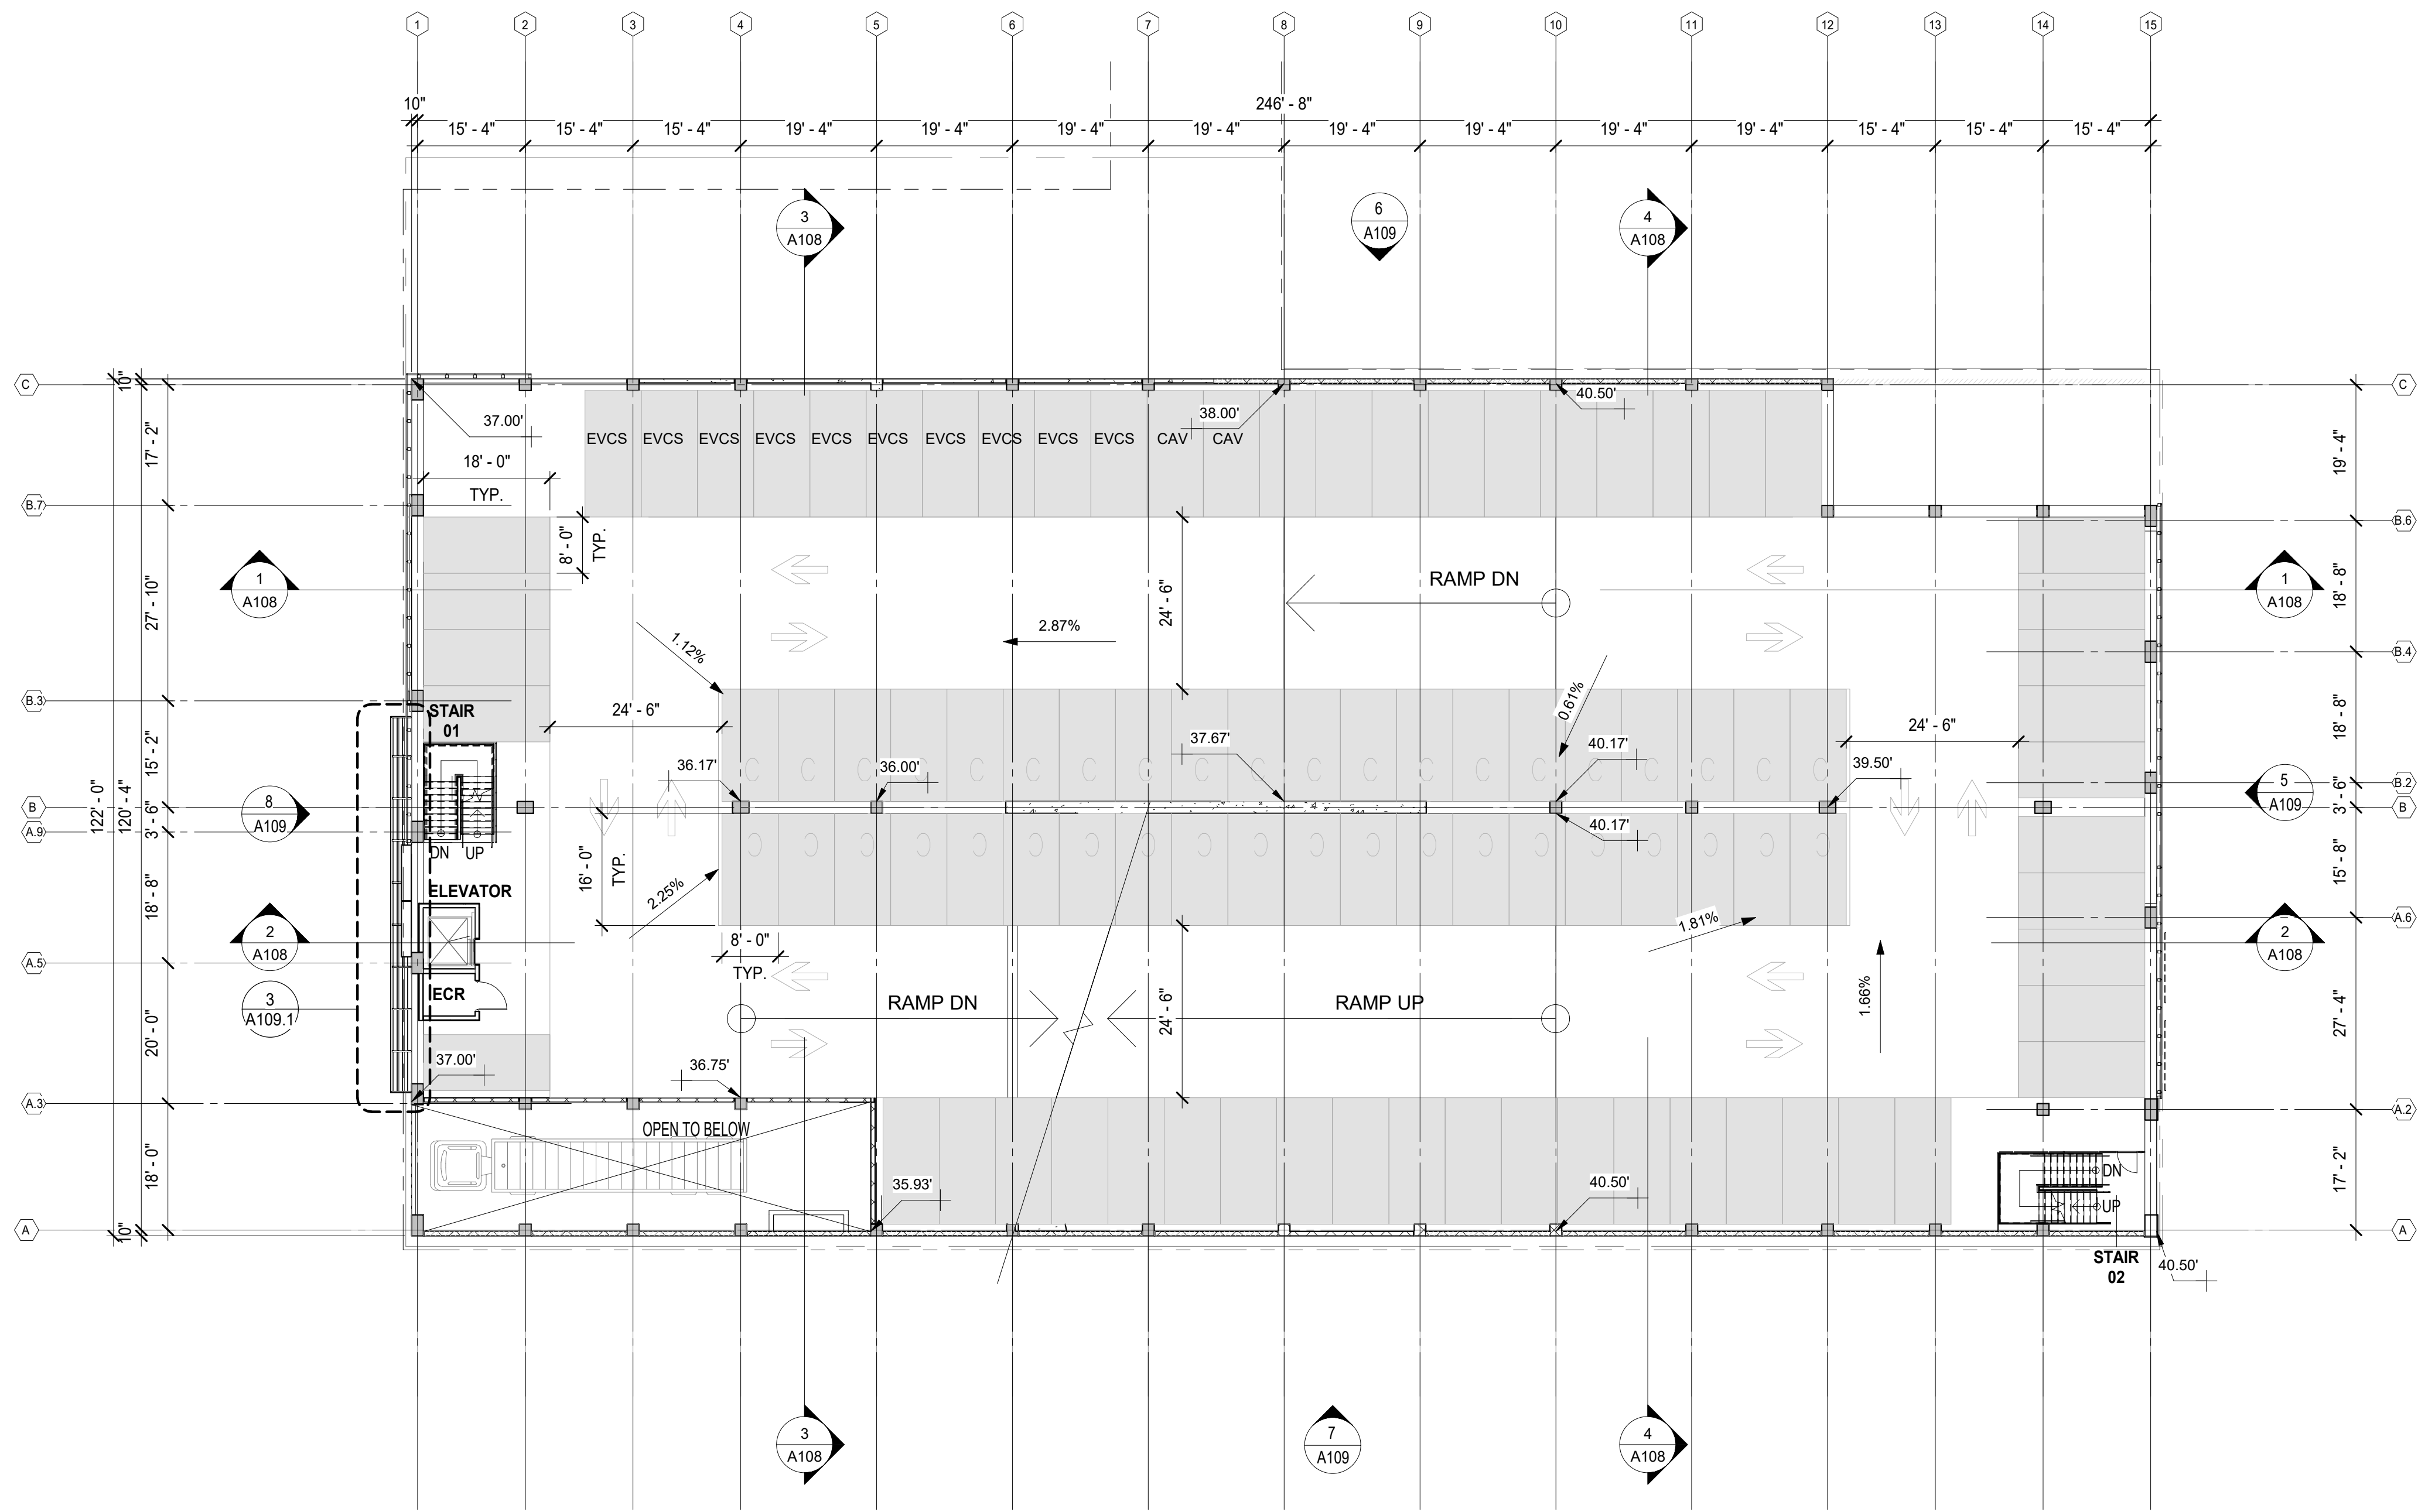 1 2 3 4 5 6 7 8 9 10 11 12 13 14 15
10" 246' - 8"
15' - 4" 15' - 4" 15' - 4" 19' - 4" 19' - 4" 19' - 4" 19' - 4" 19' - 4" 19' - 4" 19' - 4" 19' - 4" 15' - 4" 15' - 4" 15' - 4"
3
A108
6
A109
4
A108
C
B.7
B.3
B
A.9
A.5
A.3
A
122' - 0"
120' - 4"
10"
17' - 2"
27' - 10"
15' - 2"
3' - 6"
18' - 8"
20' - 0"
18' - 0"
10"
1
A108
8
A109
2
A108
3
A109.1
37.00'
38.00'
40.50'
EVCS EVCS EVCS EVCS EVCS EVCS EVCS EVCS EVCS EVCS CAV CAV
18' - 0"
TYP.
8' - 0"
TYP.
24' - 6"
RAMP DN
2.87%
1.12%
0.61%
STAIR
01
24' - 6"
24' - 6"
36.17'
36.00'
37.67'
40.17'
39.50'
C C C C C C C C C C C C C C C C C C C C
C C C C C C C C C C C C C C C C C C C C
DN UP
ELEVATOR
16' - 0"
TYP.
2.25%
40.17'
1.81%
8' - 0"
TYP.
ECR
RAMP DN
24' - 6"
RAMP UP
1.66%
37.00'
36.75'
OPEN TO BELOW
35.93'
40.50'
DN
UP
STAIR
02
40.50'
C
B.6
B.4
B.2
B
A.6
A.2
A
19' - 4"
18' - 8"
18' - 8"
3' - 6"
15' - 8"
27' - 4"
17' - 2"
1
A108
5
A109
2
A108
3
A108
7
A109
4
A108